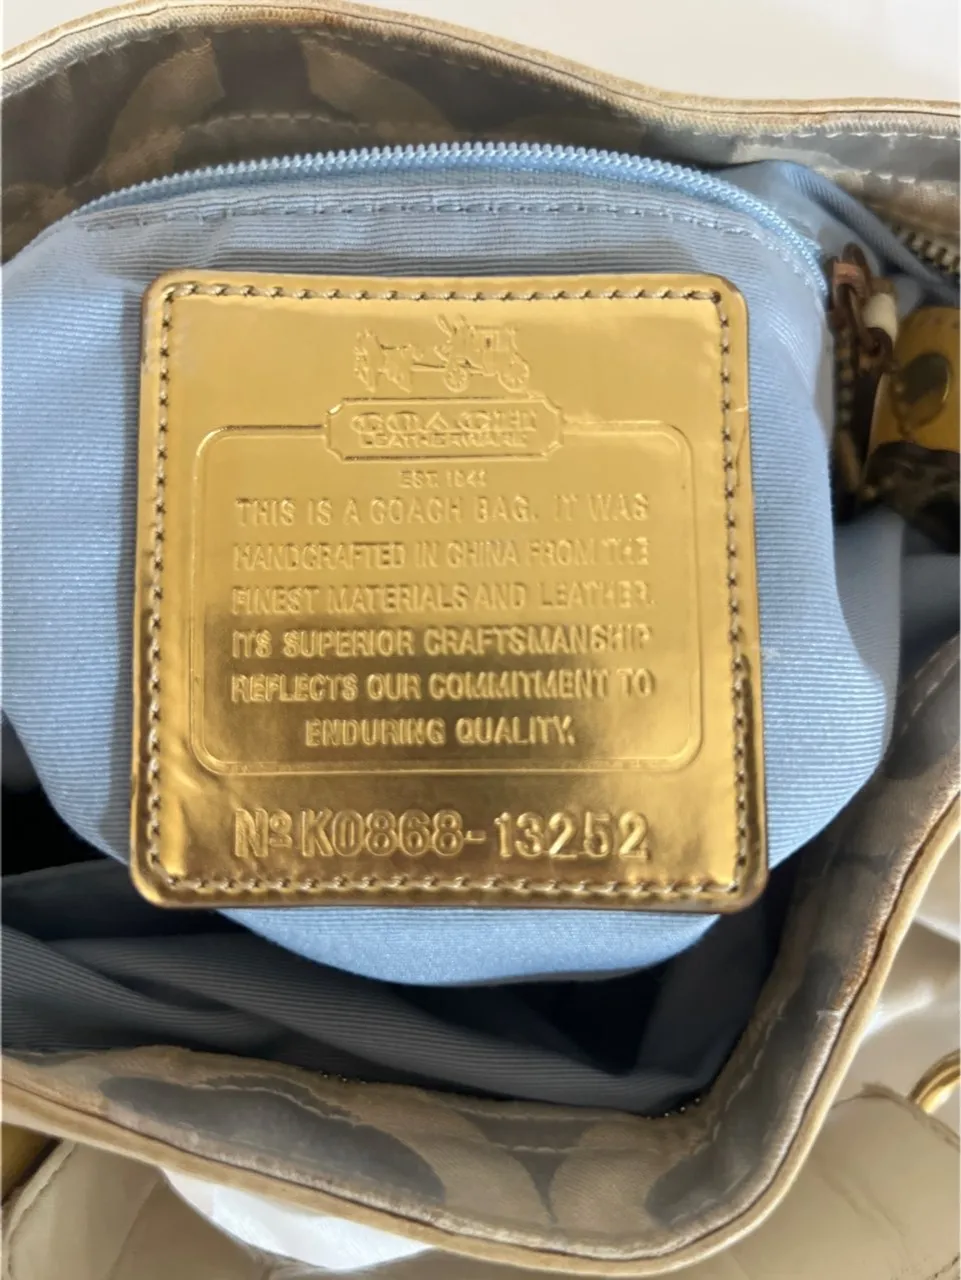 COACH
LEATHERWARE
EST. 1941
THIS IS A COACH BAG. IT WAS
HANDCRAFTED IN CHINA FROM THE
FINEST MATERIALS AND LEATHER.
ITS SUPERIOR CRAFTSMANSHIP
REFLECTS OUR COMMITMENT TO
ENDURING QUALITY.
Nº K0868-13252